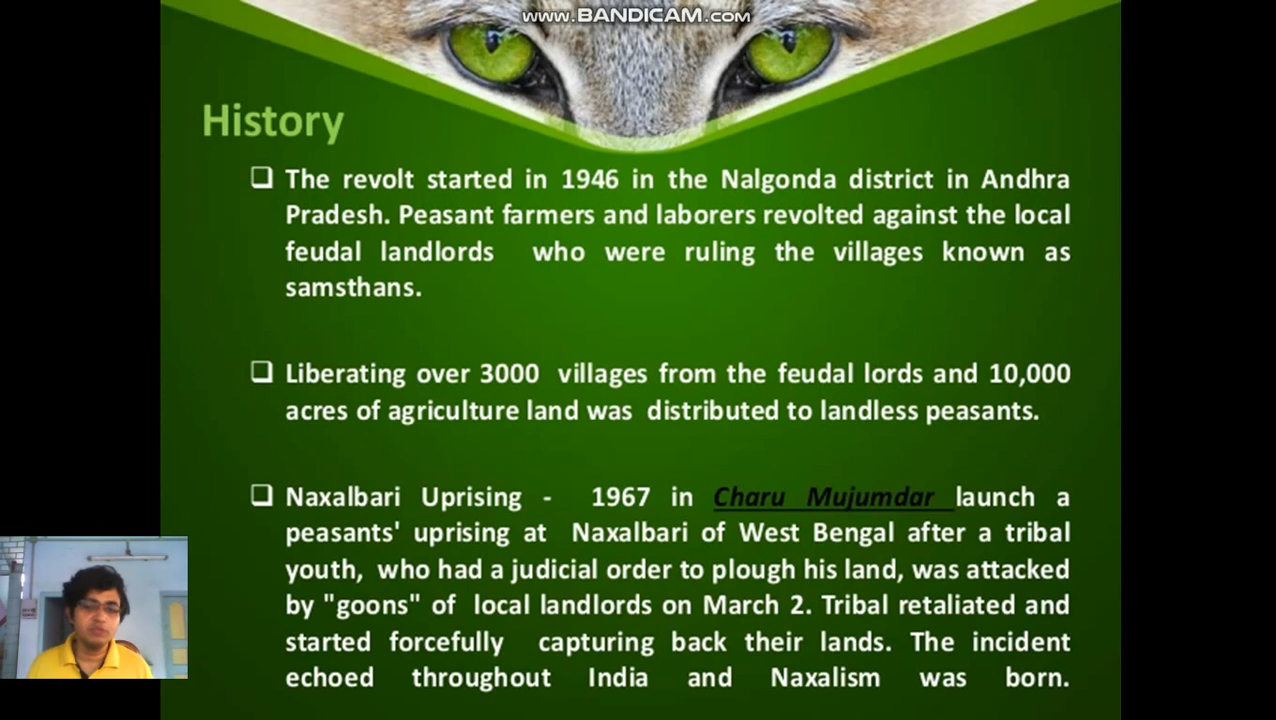 www.BANDICAM.com
History
❑ The revolt started in 1946 in the Nalgonda district in Andhra
Pradesh. Peasant farmers and laborers revolted against the local
feudal landlords who were ruling the villages known as
samsthans.
❑ Liberating over 3000 villages from the feudal lords and 10,000
acres of agriculture land was distributed to landless peasants.
❑ Naxalbari Uprising - 1967 in Charu Mujumdar launch a
peasants' uprising at Naxalbari of West Bengal after a tribal
youth, who had a judicial order to plough his land, was attacked
by "goons" of local landlords on March 2. Tribal retaliated and
started forcefully capturing back their lands. The incident
echoed throughout India and Naxalism was born.